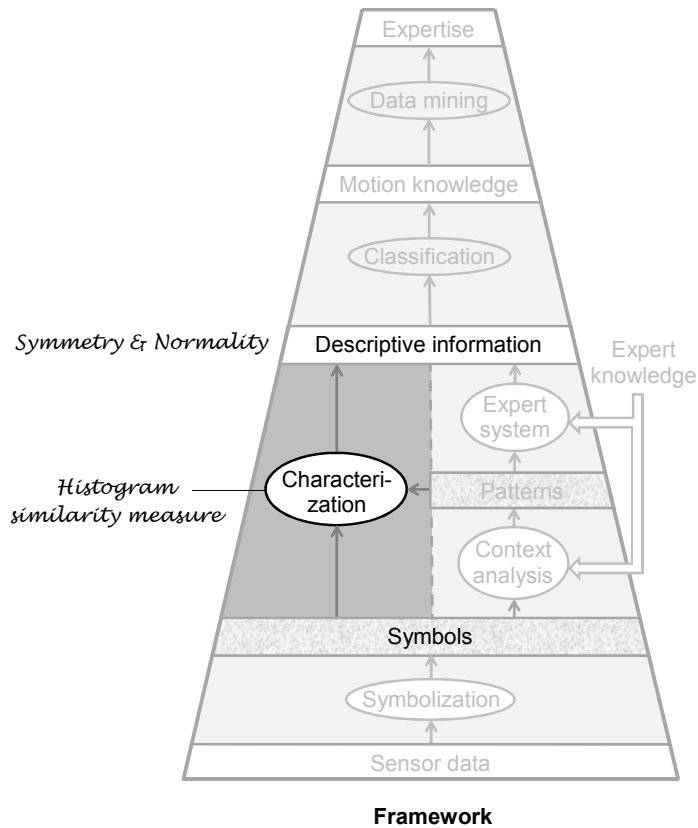 Expertise
Data mining
Motion knowledge
Classification
Symmetry & Normality
Descriptive information
Expert
knowledge
Expert
system
Characteri-
zation
Histogram
similarity measure
Patterns
Context
analysis
Symbols
Symbolization
Sensor data
Framework